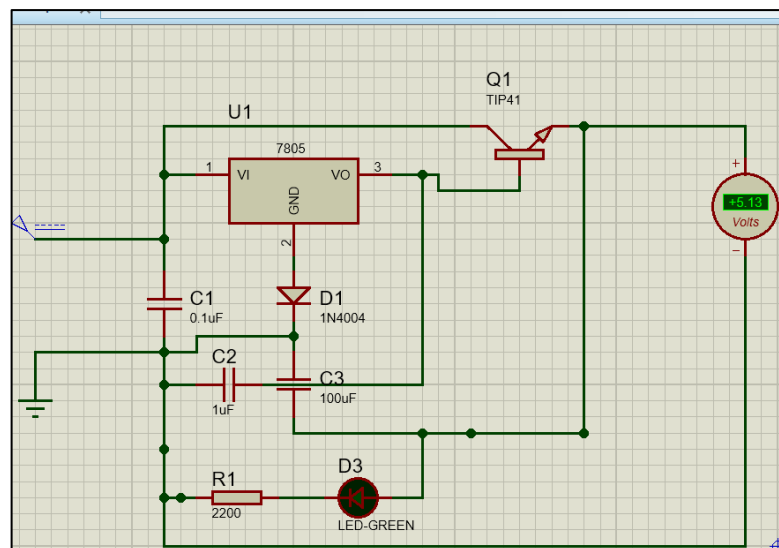 Q1
TIP41
U1
7805
1
VI
VO
3
GND
2
+
+5.13
Volts
−
C1
0.1uF
D1
1N4004
C2
1uF
C3
100uF
R1
2200
D3
LED-GREEN